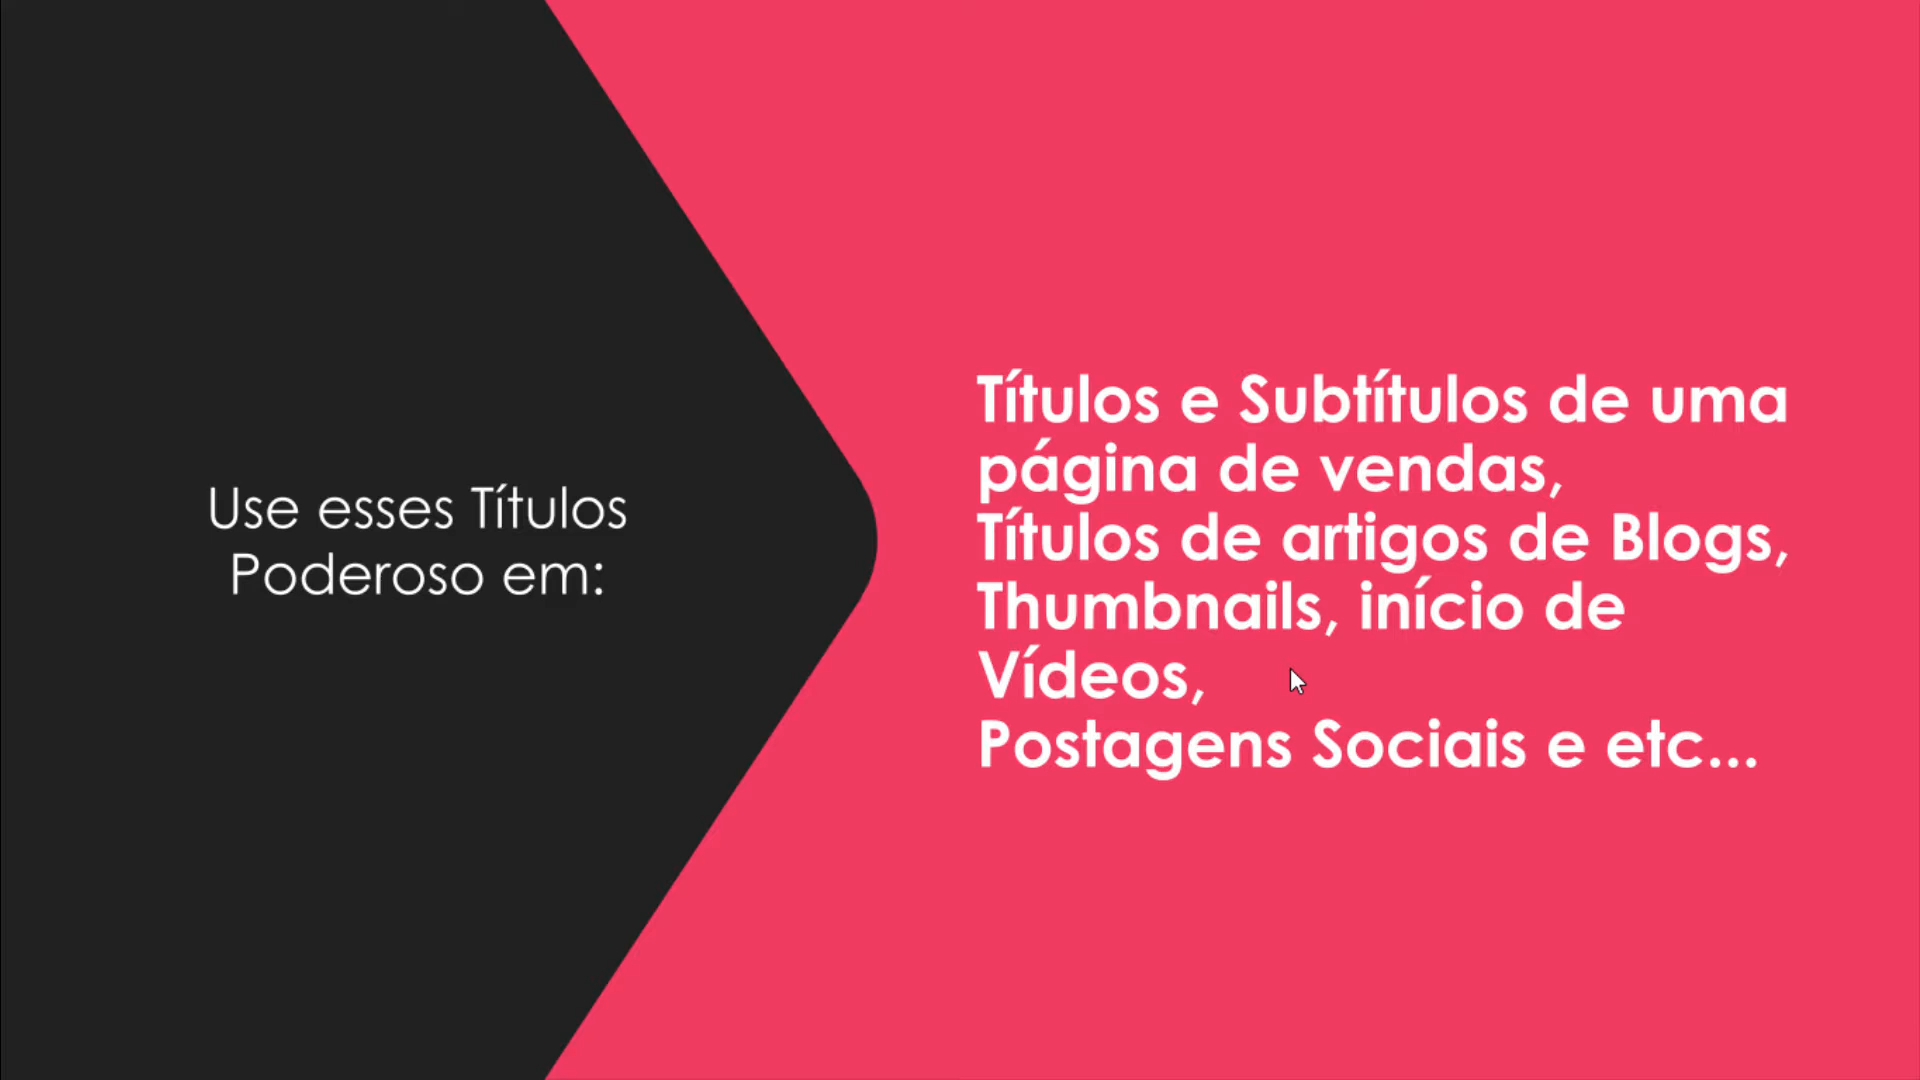 Use esses Títulos
Poderoso em:
Títulos e Subtítulos de uma
página de vendas,
Títulos de artigos de Blogs,
Thumbnails, início de
Vídeos,
Postagens Sociais e etc...